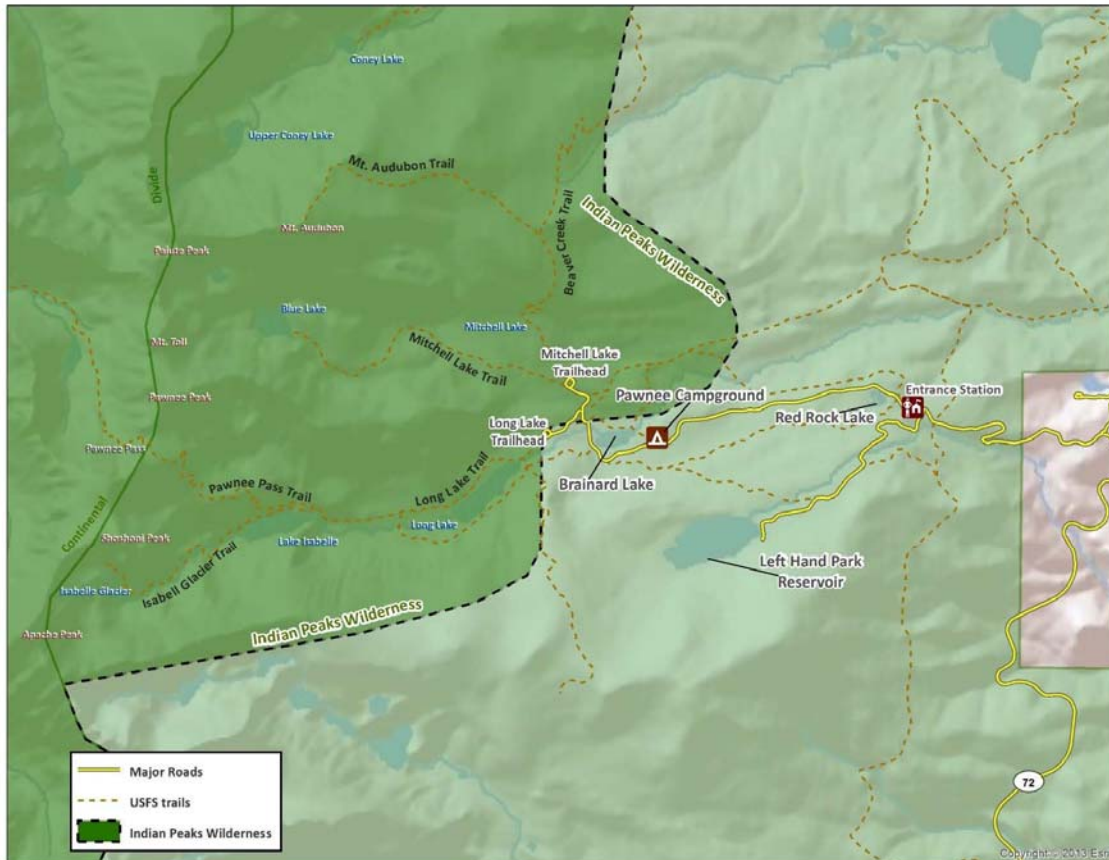 Coney Lake
Upper Coney Lake
Mt. Audubon Trail
Divide
Beaver Creek Trail
Indian Peaks Wilderness
Mt. Audubon
Paiute Peak
Blue Lake
Mitchell Lake
Mt. Toll
Mitchell Lake Trail
Mitchell Lake
Trailhead
Pawnee Peak
Pawnee Campground
Entrance Station
Red Rock Lake
Long Lake
Trailhead
Pawnee Pass
Brainard Lake
Long Lake Trail
Pawnee Pass Trail
Long Lake
Continental
Shoshoni Peak
Lake Isabelle
Left Hand Park
Reservoir
Isabell Glacier Trail
Isabelle Glacier
Indian Peaks Wilderness
Apache Peak
Major Roads
USFS trails
Indian Peaks Wilderness
72
Copyright:© 2013 Esri